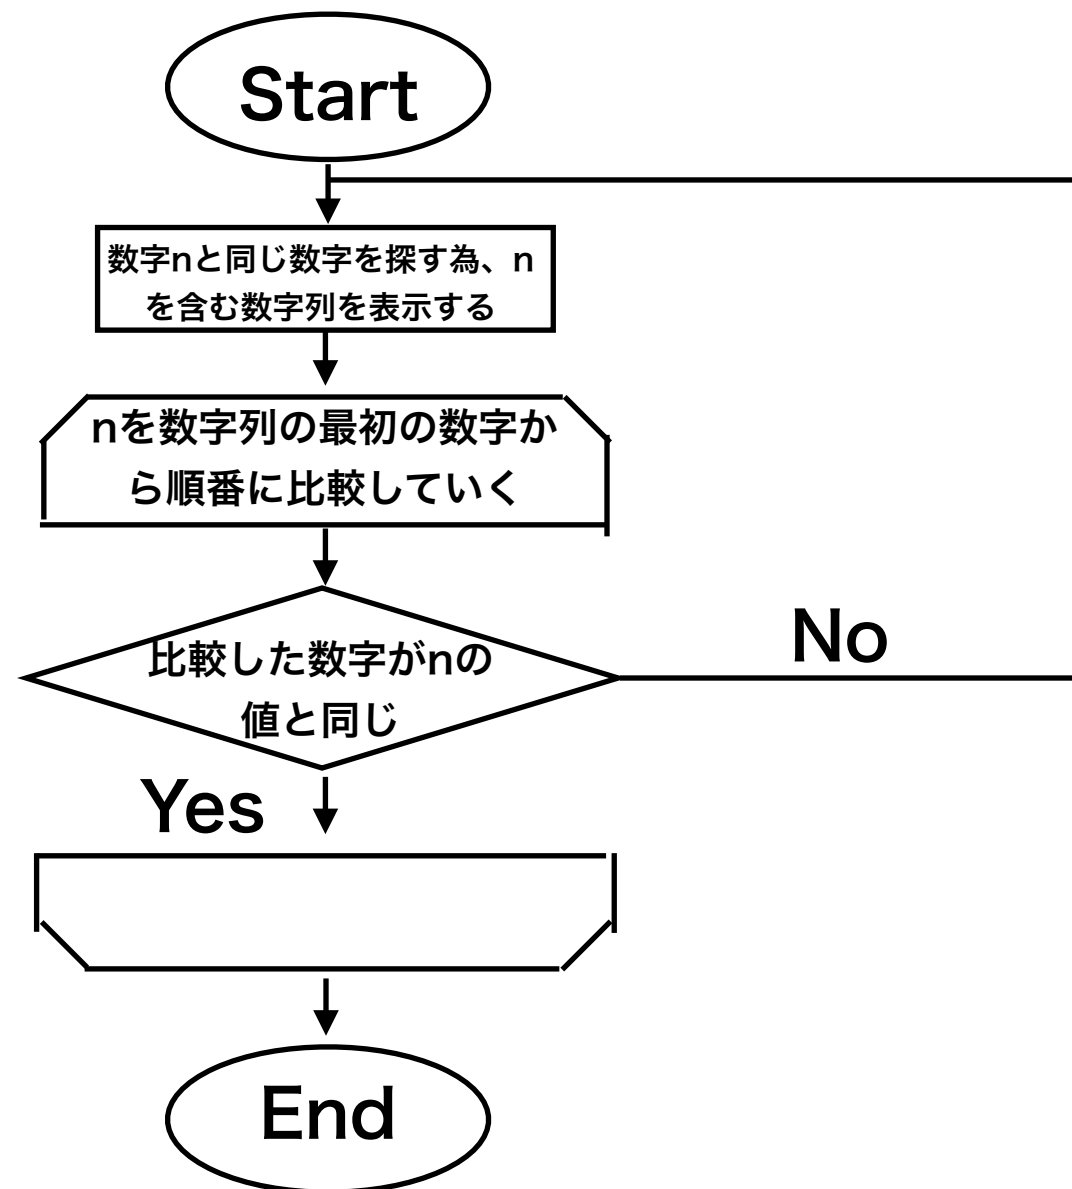 Start
数字nと同じ数字を探す為、n
を含む数字列を表示する
nを数字列の最初の数字か
ら順番に比較していく
比較した数字がnの
値と同じ
No
Yes
End